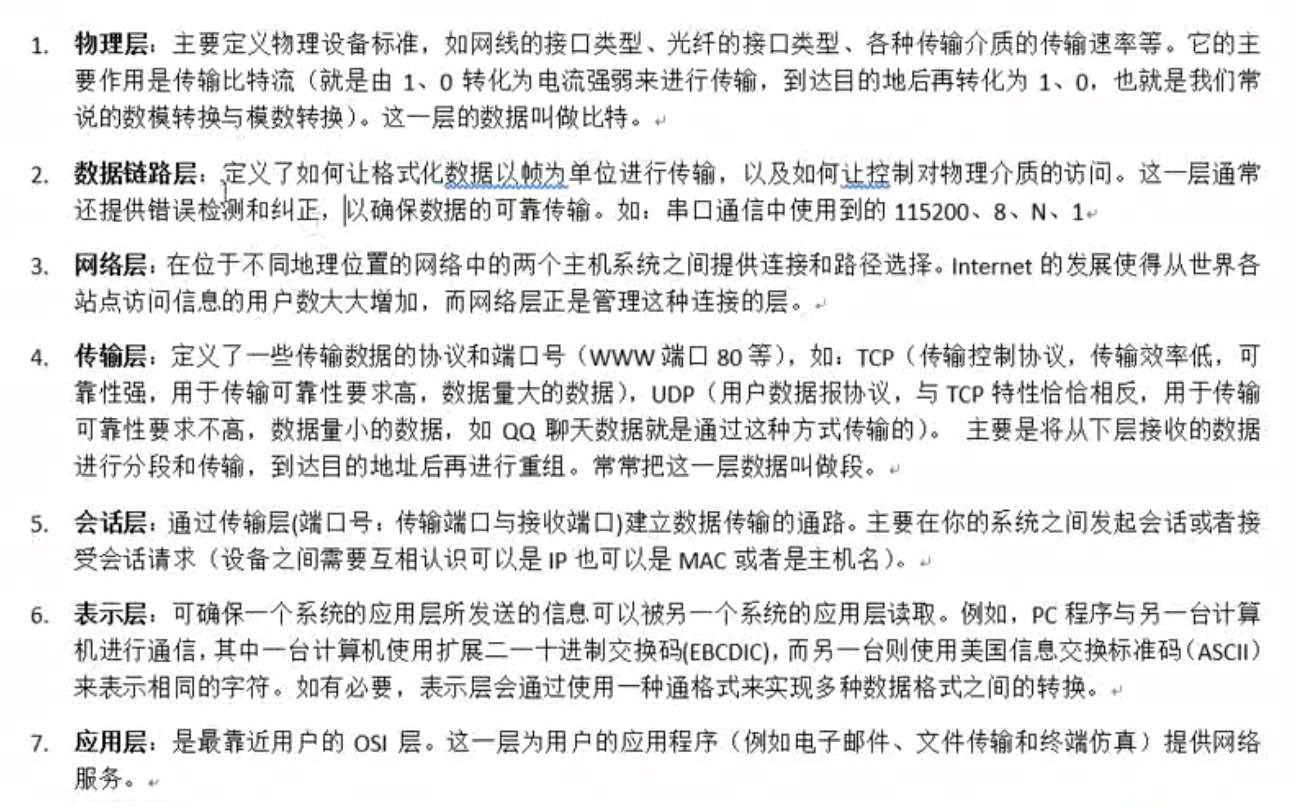 1. 物理层：主要定义物理设备标准，如网线的接口类型、光纤的接口类型、各种传输介质的传输速率等。它的主
要作用是传输比特流（就是由 1、0 转化为电流强弱来进行传输，到达目的地后再转化为 1、0，也就是我们常
说的数模转换与模数转换）。这一层的数据叫做比特。
2. 数据链路层：定义了如何让格式化数据以帧为单位进行传输，以及如何让控制对物理介质的访问。这一层通常
还提供错误检测和纠正，以确保数据的可靠传输。如：串口通信中使用到的 115200、8、N、1
3. 网络层：在位于不同地理位置的网络中的两个主机系统之间提供连接和路径选择。Internet 的发展使得从世界各
站点访问信息的用户数大大增加，而网络层正是管理这种连接的层。
4. 传输层：定义了一些传输数据的协议和端口号（WWW 端口 80 等），如：TCP（传输控制协议，传输效率低，可
靠性强，用于传输可靠性要求高，数据量大的数据），UDP（用户数据报协议，与 TCP 特性恰恰相反，用于传输
可靠性要求不高，数据量小的数据，如 QQ 聊天数据就是通过这种方式传输的）。 主要是将从下层接收的数据
进行分段和传输，到达目的地址后再进行重组。常常把这一层数据叫做段。
5. 会话层：通过传输层(端口号：传输端口与接收端口)建立数据传输的通路。主要在你的系统之间发起会话或者接
受会话请求（设备之间需要互相认识可以是 IP 也可以是 MAC 或者是主机名）。
6. 表示层：可确保一个系统的应用层所发送的信息可以被另一个系统的应用层读取。例如，PC 程序与另一台计算
机进行通信，其中一台计算机使用扩展二一十进制交换码(EBCDIC)，而另一台则使用美国信息交换标准码（ASCII）
来表示相同的字符。如有必要，表示层会通过使用一种通格式来实现多种数据格式之间的转换。
7. 应用层：是最靠近用户的 OSI 层。这一层为用户的应用程序（例如电子邮件、文件传输和终端仿真）提供网络
服务。